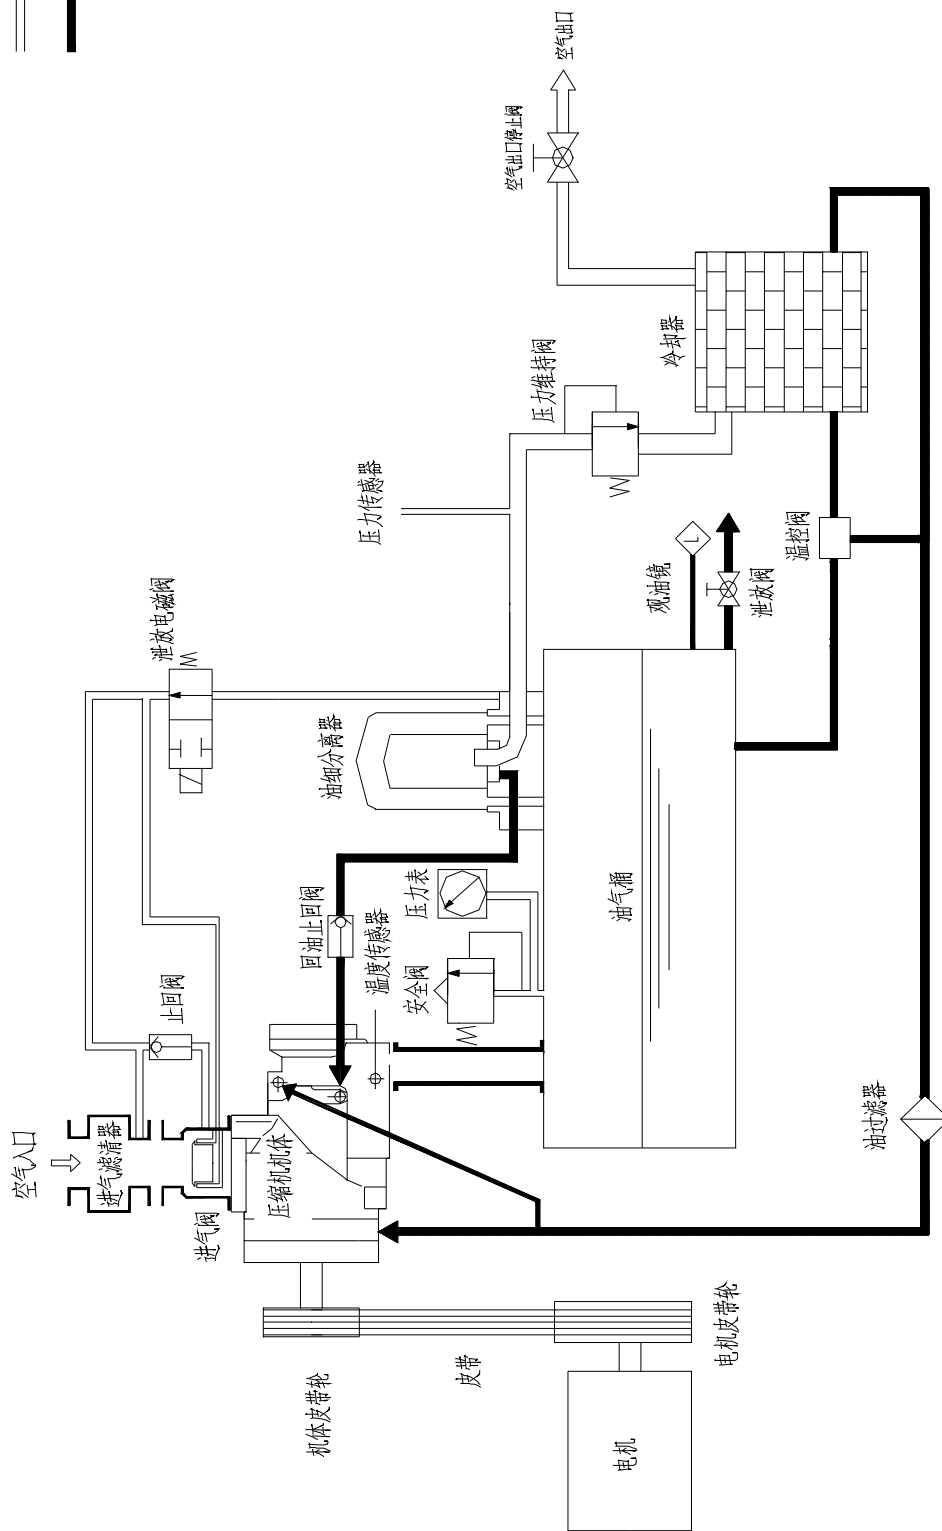 空气出口
空气出口停止阀
冷却器
压力维持阀
压力传感器
温控阀
观油镜
L
泄放阀
泄放电磁阀
油细分离器
压力表
回油止回阀
温度传感器
安全阀
油气桶
止回阀
空气入口
进气滤清器
进气阀
压缩机机体
油过滤器
电机皮带轮
皮带
机体皮带轮
电机